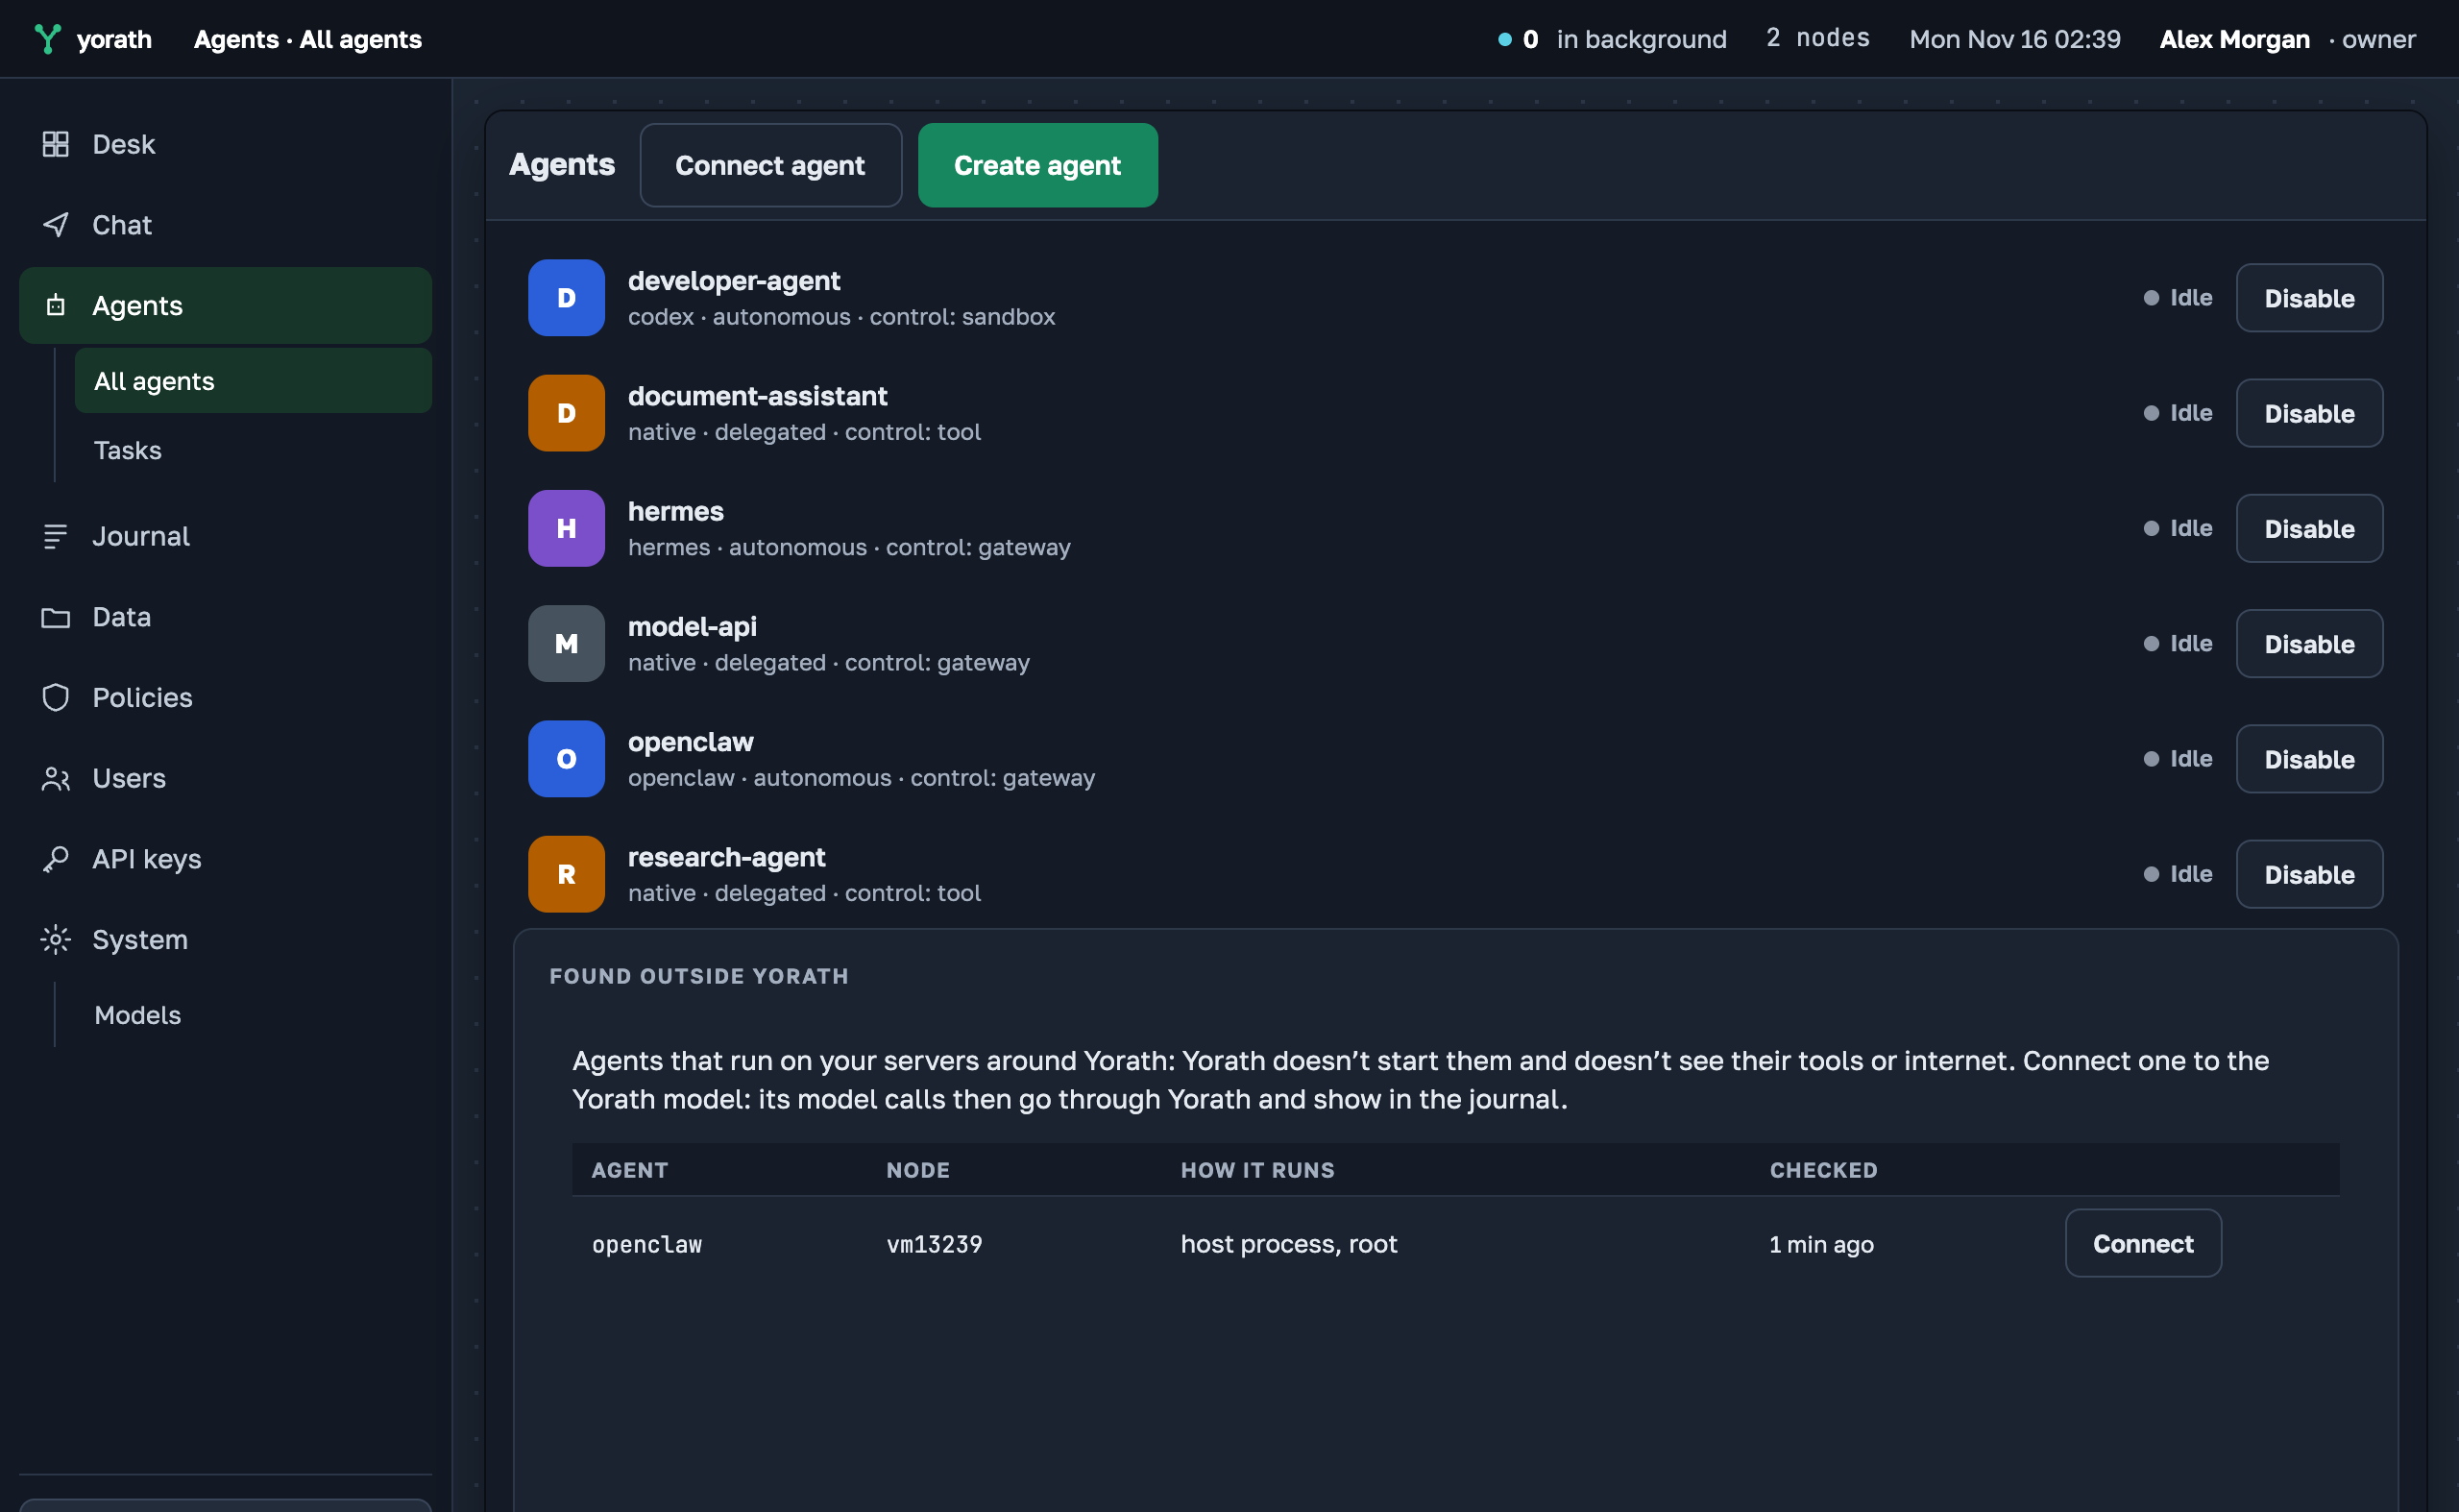 yorath
Agents · All agents
0 in background
2 nodes
Mon Nov 16 02:39
Alex Morgan · owner
Desk
Chat
Agents
All agents
Tasks
Journal
Data
Policies
Users
API keys
System
Models
Agents
Connect agent
Create agent
D
developer-agent
codex · autonomous · control: sandbox
Idle
Disable
D
document-assistant
native · delegated · control: tool
Idle
Disable
H
hermes
hermes · autonomous · control: gateway
Idle
Disable
M
model-api
native · delegated · control: gateway
Idle
Disable
O
openclaw
openclaw · autonomous · control: gateway
Idle
Disable
R
research-agent
native · delegated · control: tool
Idle
Disable
FOUND OUTSIDE YORATH
Agents that run on your servers around Yorath: Yorath doesn’t start them and doesn’t see their tools or internet. Connect one to the
Yorath model: its model calls then go through Yorath and show in the journal.
AGENT NODE HOW IT RUNS CHECKED
openclaw vm13239 host process, root 1 min ago Connect